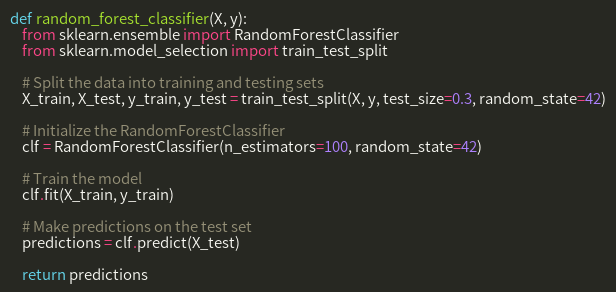 def random_forest_classifier(X, y):
from sklearn.ensemble import RandomForestClassifier
from sklearn.model_selection import train_test_split
# Split the data into training and testing sets
X_train, X_test, y_train, y_test = train_test_split(X, y, test_size=0.3, random_state=42)
# Initialize the RandomForestClassifier
clf = RandomForestClassifier(n_estimators=100, random_state=42)
# Train the model
clf.fit(X_train, y_train)
# Make predictions on the test set
predictions = clf.predict(X_test)
return predictions